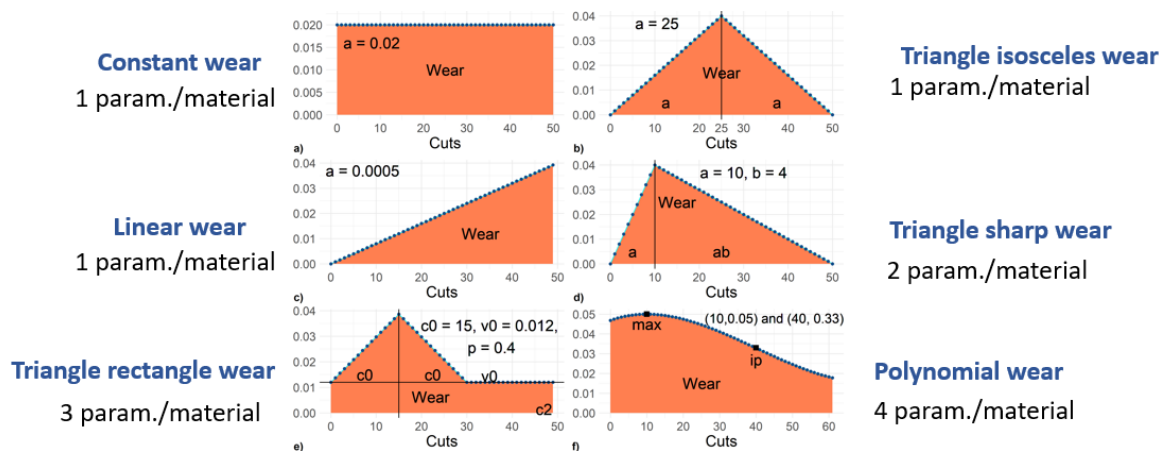 Constant wear
1 param./material
0.020
0.015
0.010
0.005
0.000
a = 0.02
Wear
0 10 20 30 40 50
Cuts
a)
0.04
0.03
0.02
0.01
0.00
a = 25
Wear
a a
0 10 20 25 30 40 50
Cuts
b)
Triangle isosceles wear
1 param./material
Linear wear
1 param./material
0.04
0.03
0.02
0.01
0.00
a = 0.0005
Wear
0 10 20 30 40 50
Cuts
c)
0.04
0.03
0.02
0.01
0.00
a = 10, b = 4
Wear
a ab
0 10 20 30 40 50
Cuts
d)
Triangle sharp wear
2 param./material
Triangle rectangle wear
3 param./material
0.04
0.03
0.02
0.01
0.00
c0 = 15, v0 = 0.012,
p = 0.4
c0 c0 v0
Wear
c2
0 10 20 30 40 50
Cuts
e)
0.05
0.04
0.03
0.02
0.01
0.00
(10,0.05) and (40, 0.33)
max
ip
Wear
0 10 20 30 40 50 60
Cuts
f)
Polynomial wear
4 param./material